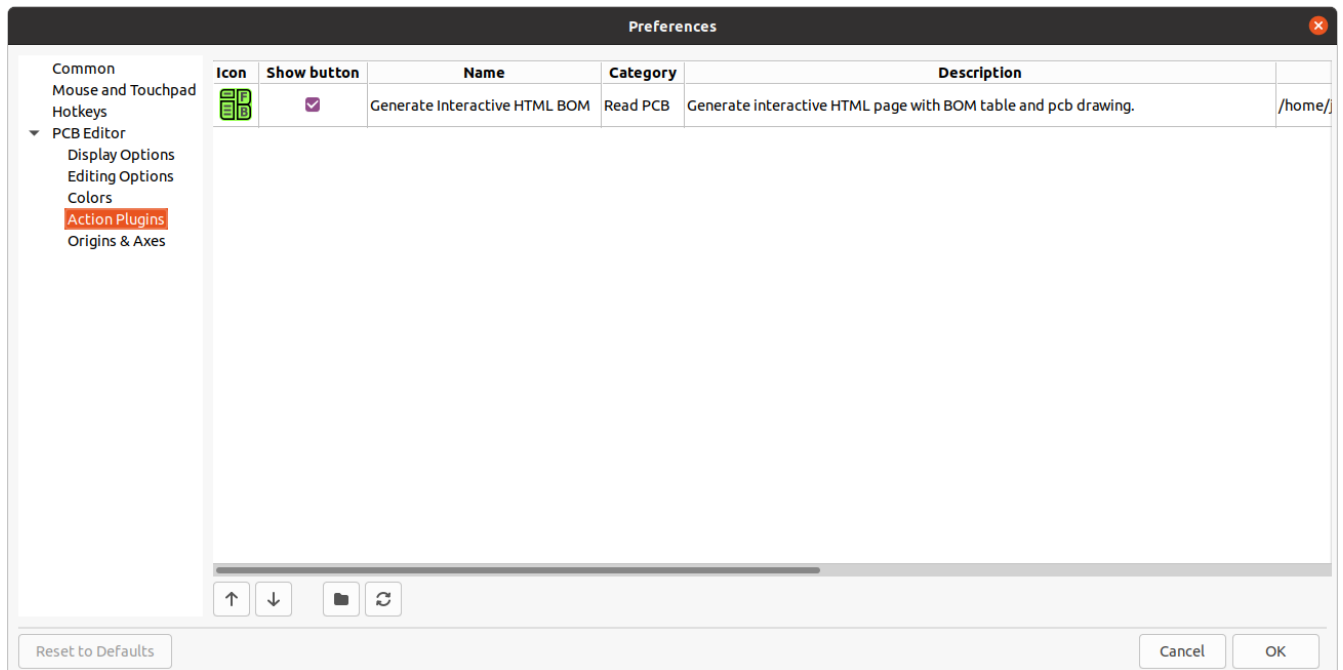 Preferences
Common
Mouse and Touchpad
Hotkeys
PCB Editor
Display Options
Editing Options
Colors
Action Plugins
Origins & Axes
Icon Show button Name Category Description
F
B
Generate Interactive HTML BOM Read PCB Generate interactive HTML page with BOM table and pcb drawing. /home/j
Reset to Defaults Cancel OK